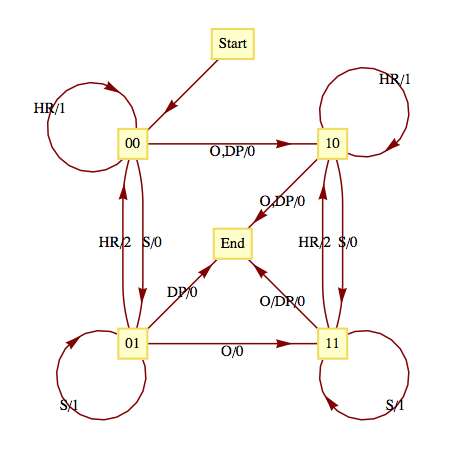 Start
HR/1
HR/1
00
O,DP/0
10
O,DP/0
HR/2
S/0
End
HR/2
S/0
DP/0
O/DP/0
01
O/0
11
S/1
S/1